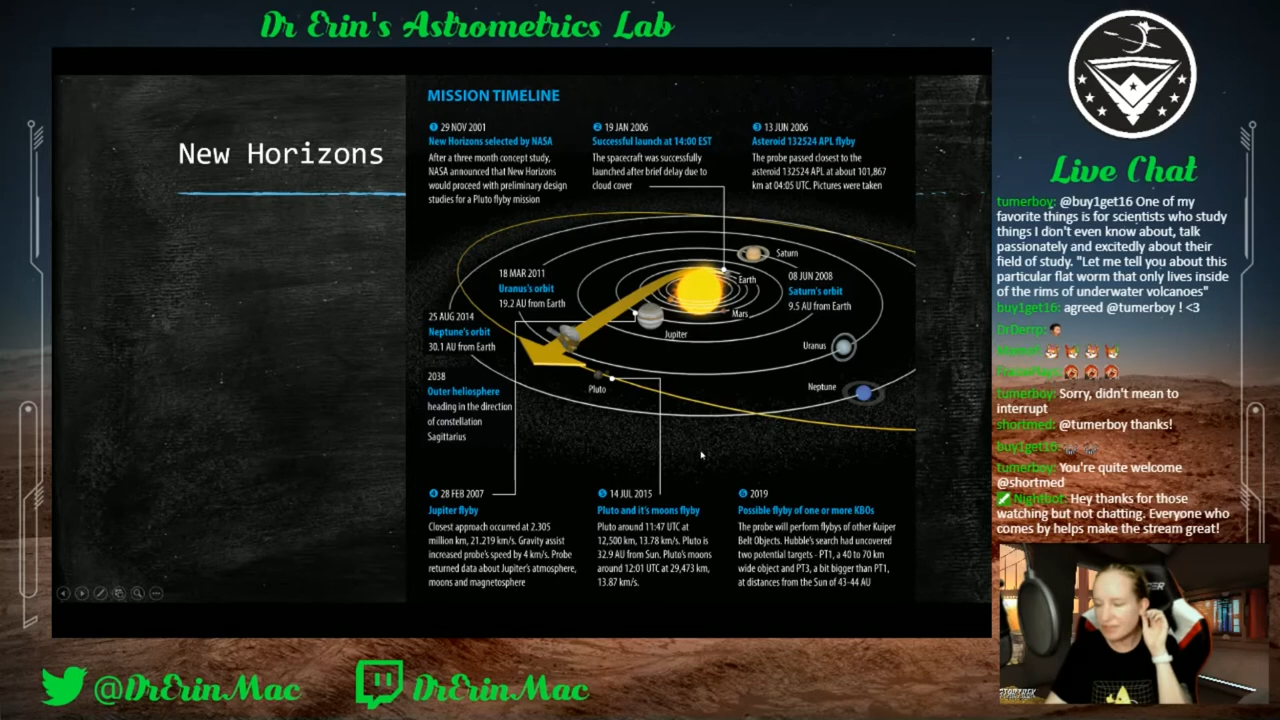 Dr Erin's Astrometrics Lab
New Horizons
MISSION TIMELINE
1 29 NOV 2001
New Horizons selected by NASA
After a three month concept study,
NASA announced that New Horizons
would proceed with preliminary design
studies for a Pluto flyby mission
2 19 JAN 2006
Successful launch at 14:00 EST
The spacecraft was successfully
launched after brief delay due to
cloud cover
3 13 JUN 2006
Asteroid 132524 APL flyby
The probe passed closest to the
asteroid 132524 APL at about 101,867
km at 04:05 UTC. Pictures were taken
Saturn
Earth
Mars
Jupiter
18 MAR 2011
Uranus's orbit
19.2 AU from Earth
08 JUN 2008
Saturn's orbit
9.5 AU from Earth
25 AUG 2014
Neptune's orbit
30.1 AU from Earth
Uranus
Neptune
Pluto
2038
Outer heliosphere
heading in the direction
of constellation
Sagittarius
4 28 FEB 2007
Jupiter flyby
Closest approach occurred at 2.305
million km, 21.219 km/s. Gravity assist
increased probe's speed by 4 km/s. Probe
returned data about Jupiter's atmosphere,
moons and magnetosphere
5 14 JUL 2015
Pluto and it's moons flyby
Pluto around 11:47 UTC at
12,500 km, 13.78 km/s. Pluto is
32.9 AU from Sun. Pluto's moons
around 12:01 UTC at 29,473 km,
13.87 km/s.
6 2019
Possible flyby of one or more KBOs
The probe will perform flybys of other Kuiper
Belt Objects. Hubble's search had uncovered
two potential targets - PT1, a 40 to 70 km
wide object and PT3, a bit bigger than PT1,
at distances from the Sun of 43-44 AU
Live Chat
tumerboy: @buy1get16 One of my
favorite things is for scientists who study
things I don't even know about, talk
passionately and excitedly about their
field of study. "Let me tell you about this
particular flat worm that only lives inside
of the rims of underwater volcanoes"
buy1get16: agreed @tumerboy ! <3
DrDerrp:
tumerboy: Sorry, didn't mean to
interrupt
shortmed: @tumerboy thanks!
buy1get16:
tumerboy: You're quite welcome
@shortmed
Nightbot: Hey thanks for those
watching but not chatting. Everyone who
comes by helps make the stream great!
STAR TREK
@DrErinMac
DrErinMac